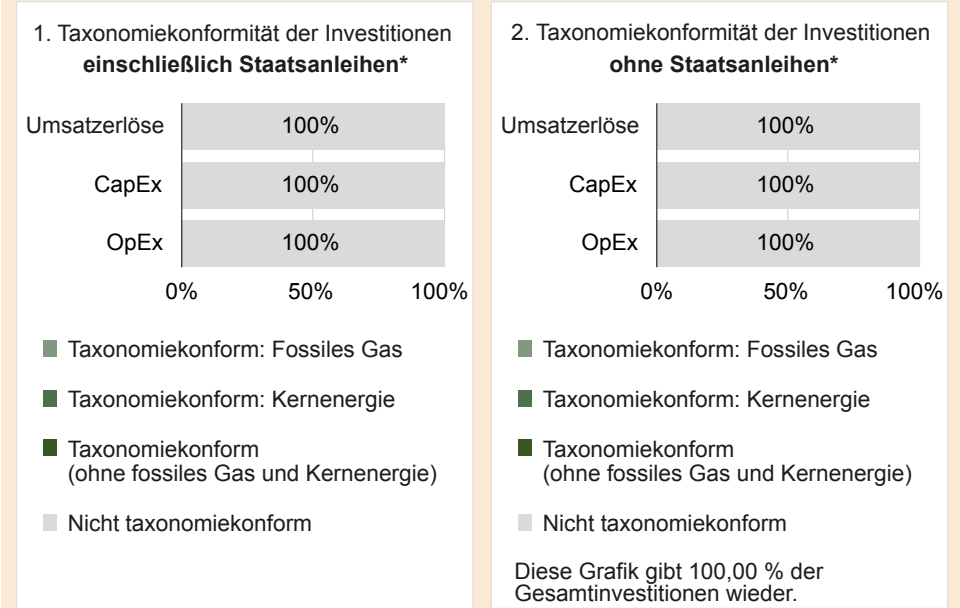 1. Taxonomiekonformität der Investitionen
einschließlich Staatsanleihen*
Umsatzerlöse 100%
CapEx 100%
OpEx 100%
0% 50% 100%
Taxonomiekonform: Fossiles Gas
Taxonomiekonform: Kernenergie
Taxonomiekonform
(ohne fossiles Gas und Kernenergie)
Nicht taxonomiekonform
2. Taxonomiekonformität der Investitionen
ohne Staatsanleihen*
Umsatzerlöse 100%
CapEx 100%
OpEx 100%
0% 50% 100%
Taxonomiekonform: Fossiles Gas
Taxonomiekonform: Kernenergie
Taxonomiekonform
(ohne fossiles Gas und Kernenergie)
Nicht taxonomiekonform
Diese Grafik gibt 100,00 % der
Gesamtinvestitionen wieder.